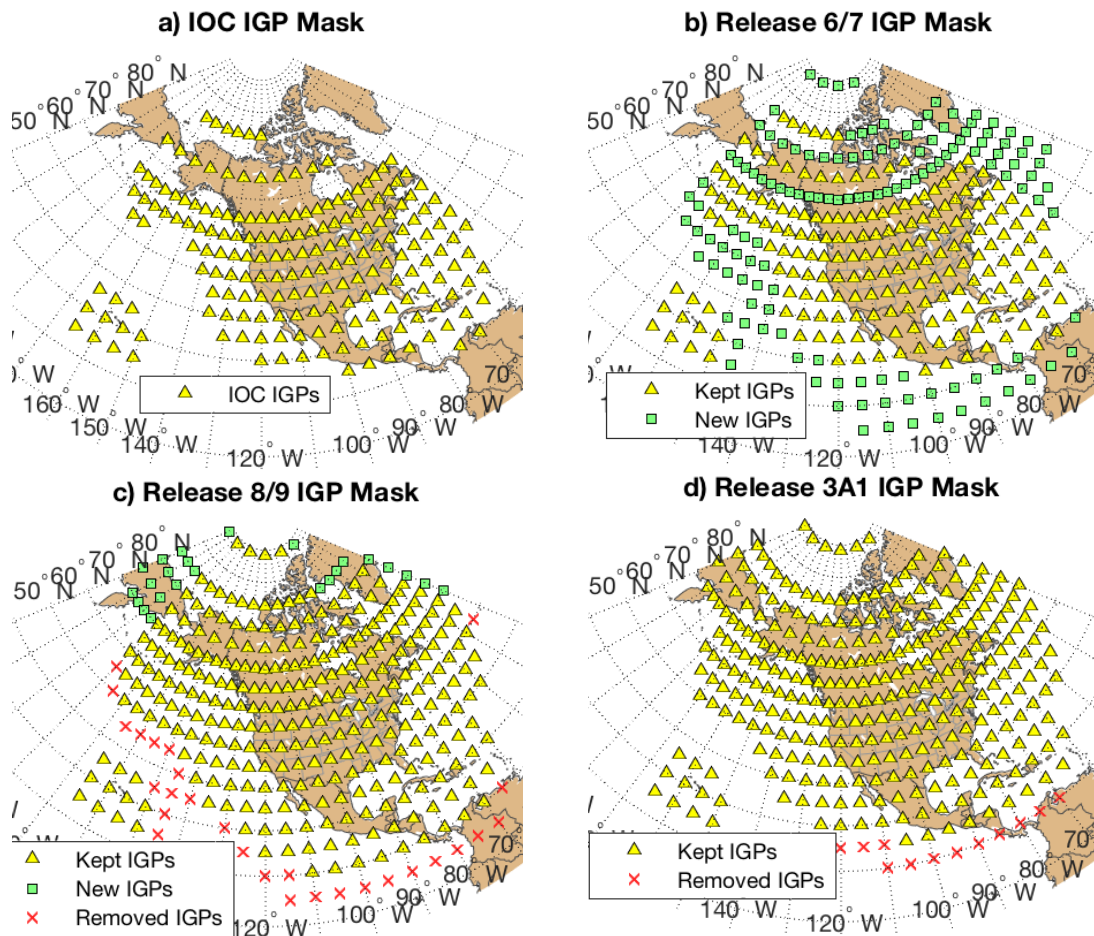 a) IOC IGP Mask
80° N
70° N
60° N
50° N
W
W
160° W
150° W
140° W
120° W
100° W
90° W
80° W
70°
IOC IGPs
b) Release 6/7 IGP Mask
80° N
70° N
60° N
50° N
W
140° W
120° W
100° W
90° W
80° W
70°
Kept IGPs
New IGPs
c) Release 8/9 IGP Mask
80° N
70° N
60° N
50° N
W
120° W
100° W
90° W
80° W
70°
Kept IGPs
New IGPs
Removed IGPs
d) Release 3A1 IGP Mask
80° N
70° N
60° N
50° N
W
140° W
120° W
100° W
90° W
80° W
70°
Kept IGPs
Removed IGPs